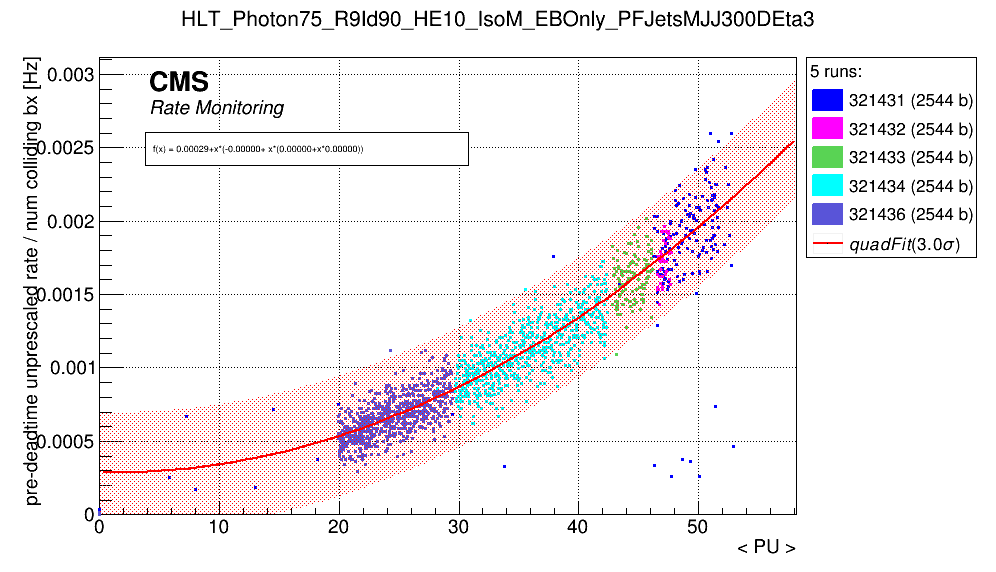 HLT_Photon75_R9Id90_HE10_IsoM_EBOnly_PFJetsMJJ300DEta3
pre-deadtime unprescaled rate / num colliding bx [Hz]
CMS
Rate Monitoring
f(x) = 0.00029+x*(-0.00000+ x*(0.00000+x*0.00000))
0.003
0.0025
0.002
0.0015
0.001
0.0005
0
0 10 20 30 40 50
< PU >
5 runs:
321431 (2544 b)
321432 (2544 b)
321433 (2544 b)
321434 (2544 b)
321436 (2544 b)
quadFit(3.0σ)